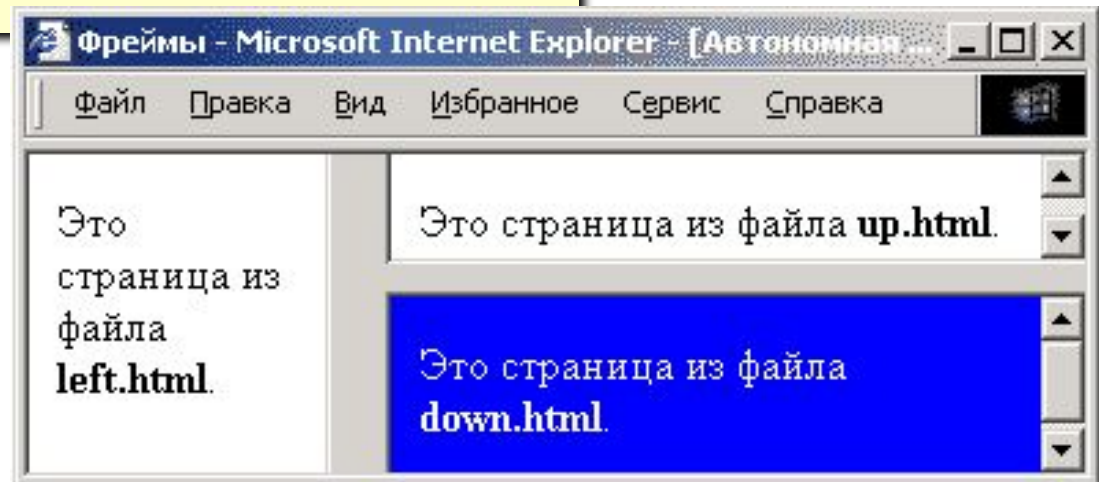 Фреймы - Microsoft Internet Explorer - [Автономная ...
Файл Правка Вид Избранное Сервис Справка
Это
страница из
файла
left.html.
Это страница из файла up.html.
Это страница из файла
down.html.